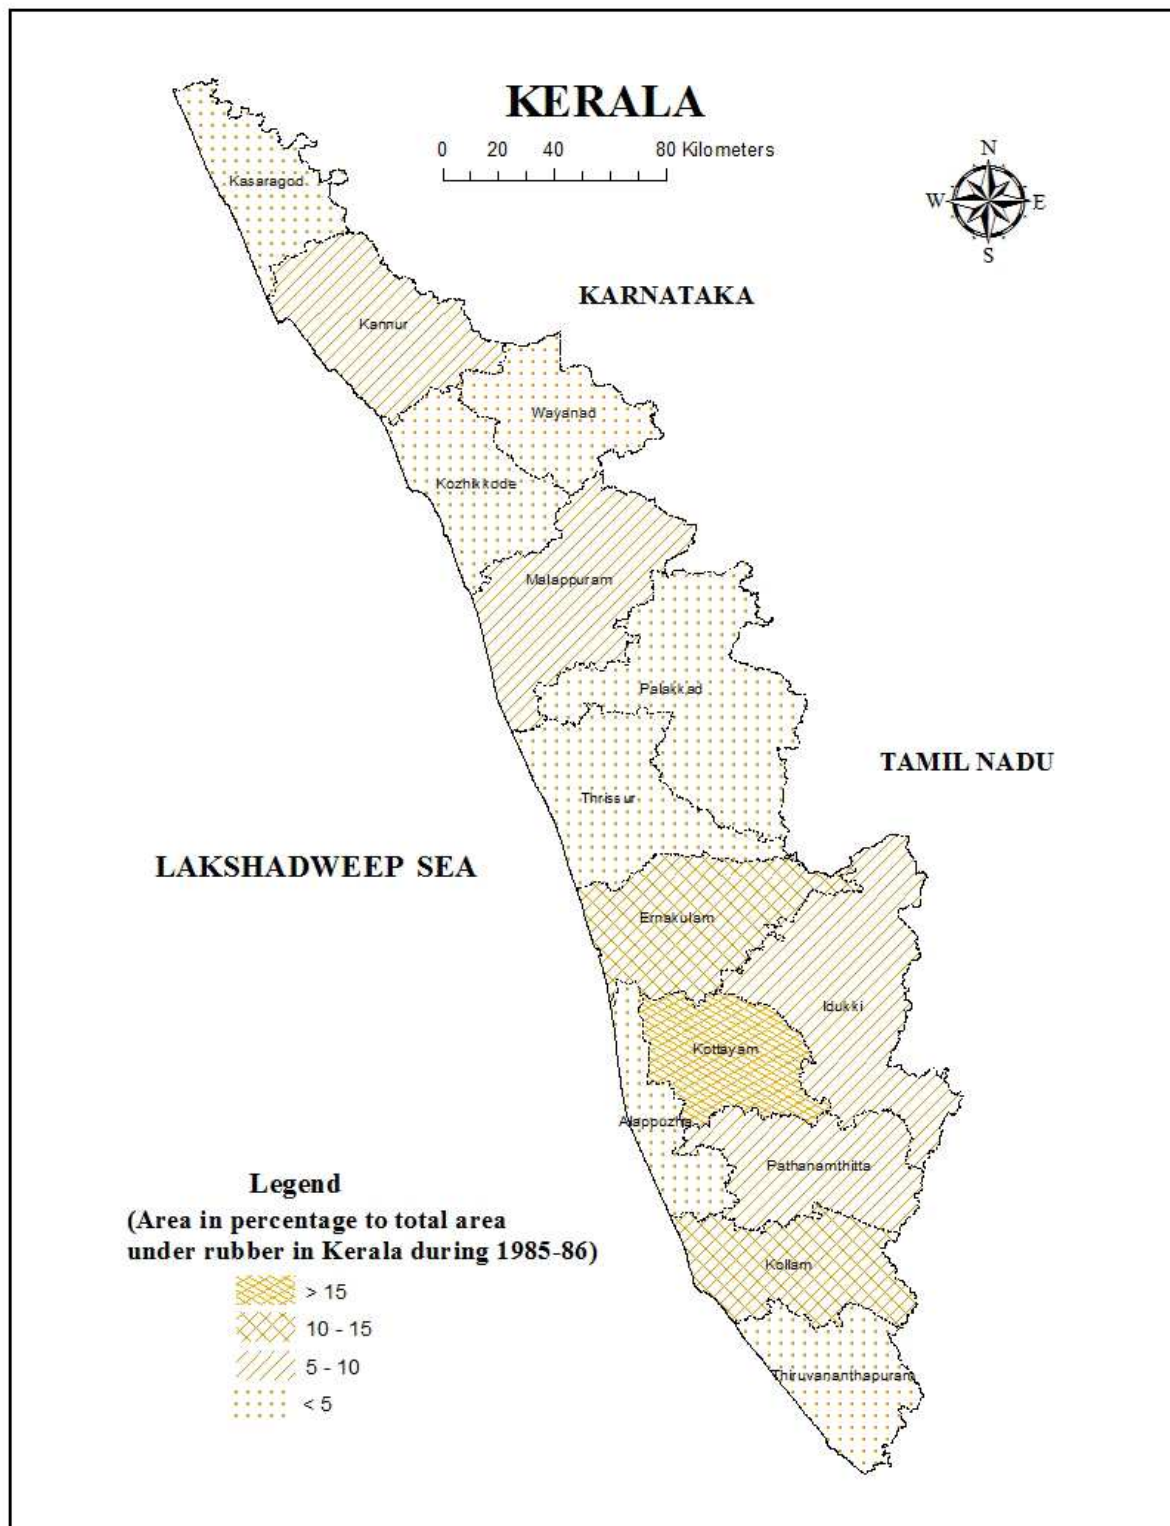 KERALA
0 20 40 80 Kilometers
N
W E
S
Kasaragod
KARNATAKA
Kannur
Wayanad
Kozhikkode
Malappuram
Palakkad
TAMIL NADU
Thrissur
LAKSHADWEEP SEA
Ernakulam
Idukki
Kottayam
Alappuzha
Pathanamthitta
Legend
(Area in percentage to total area
under rubber in Kerala during 1985-86)
Kollam
> 15
10 - 15
5 - 10
Thiruvananthapuram
< 5